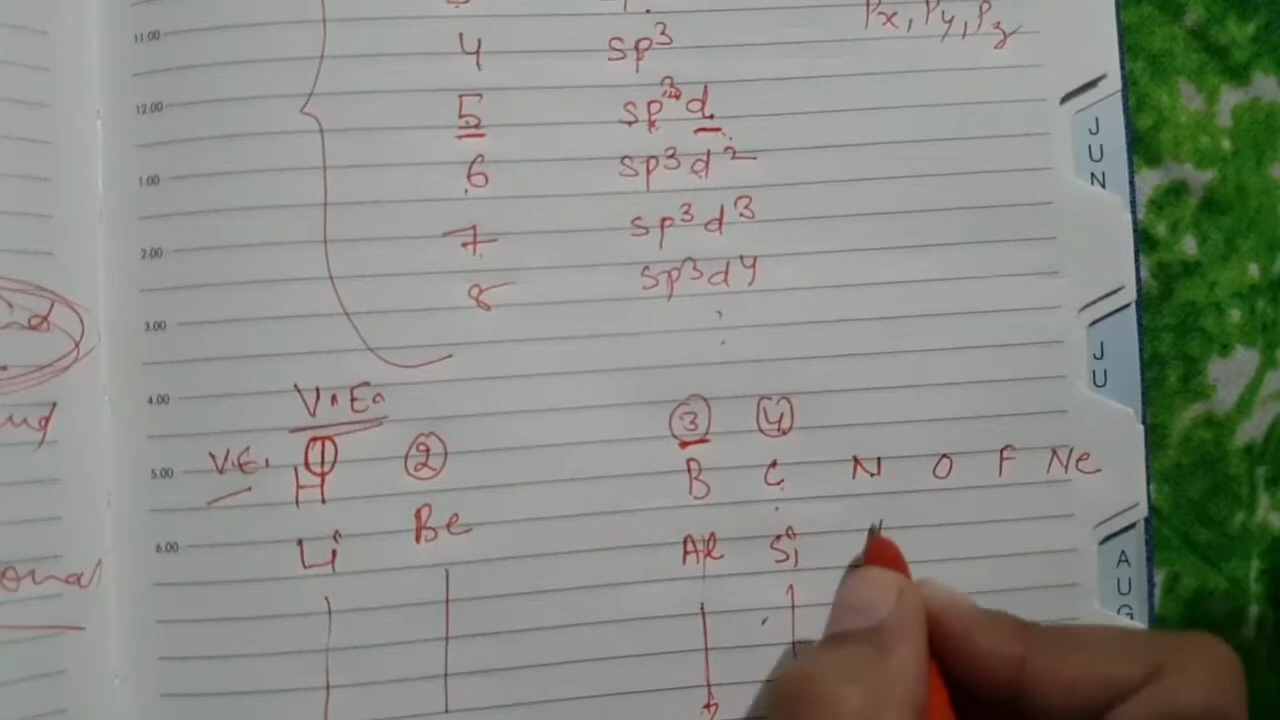 11.00
Px, Py, Pz
4 sp³
12.00
5 sp³d
1.00
6 sp³d²
7 sp³d³
2.00
8 sp³d⁴
3.00
4.00
V.E.
V.E. 1 2 3 4
5.00
H Be B C N O F Ne
6.00
Li Al Si
JUN
JU
AUG